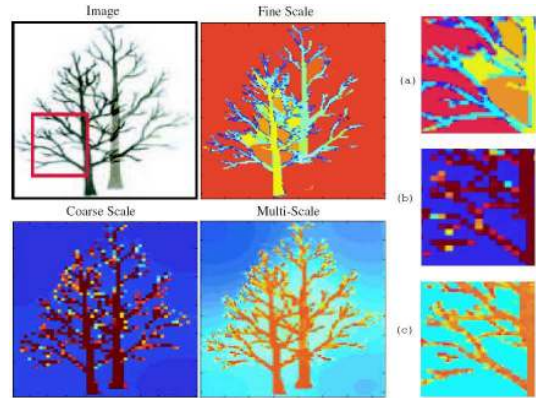 Image
Fine Scale
(a)
Coarse Scale
Multi-Scale
(b)
(c)